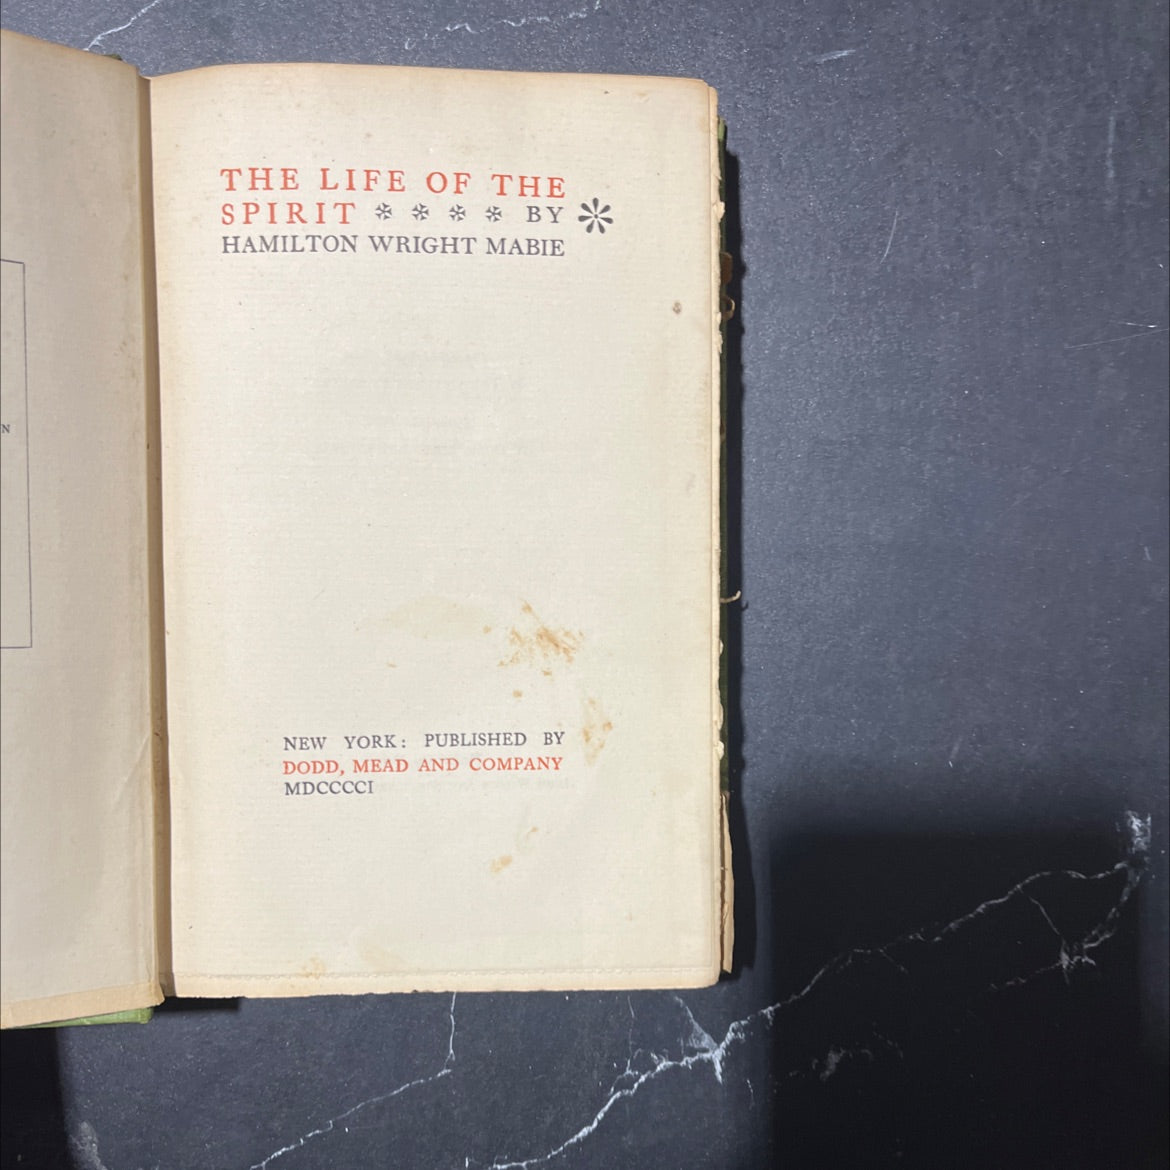 THE LIFE OF THE
SPIRIT BY
HAMILTON WRIGHT MABIE
NEW YORK: PUBLISHED BY
DODD, MEAD AND COMPANY
MDCCCCI